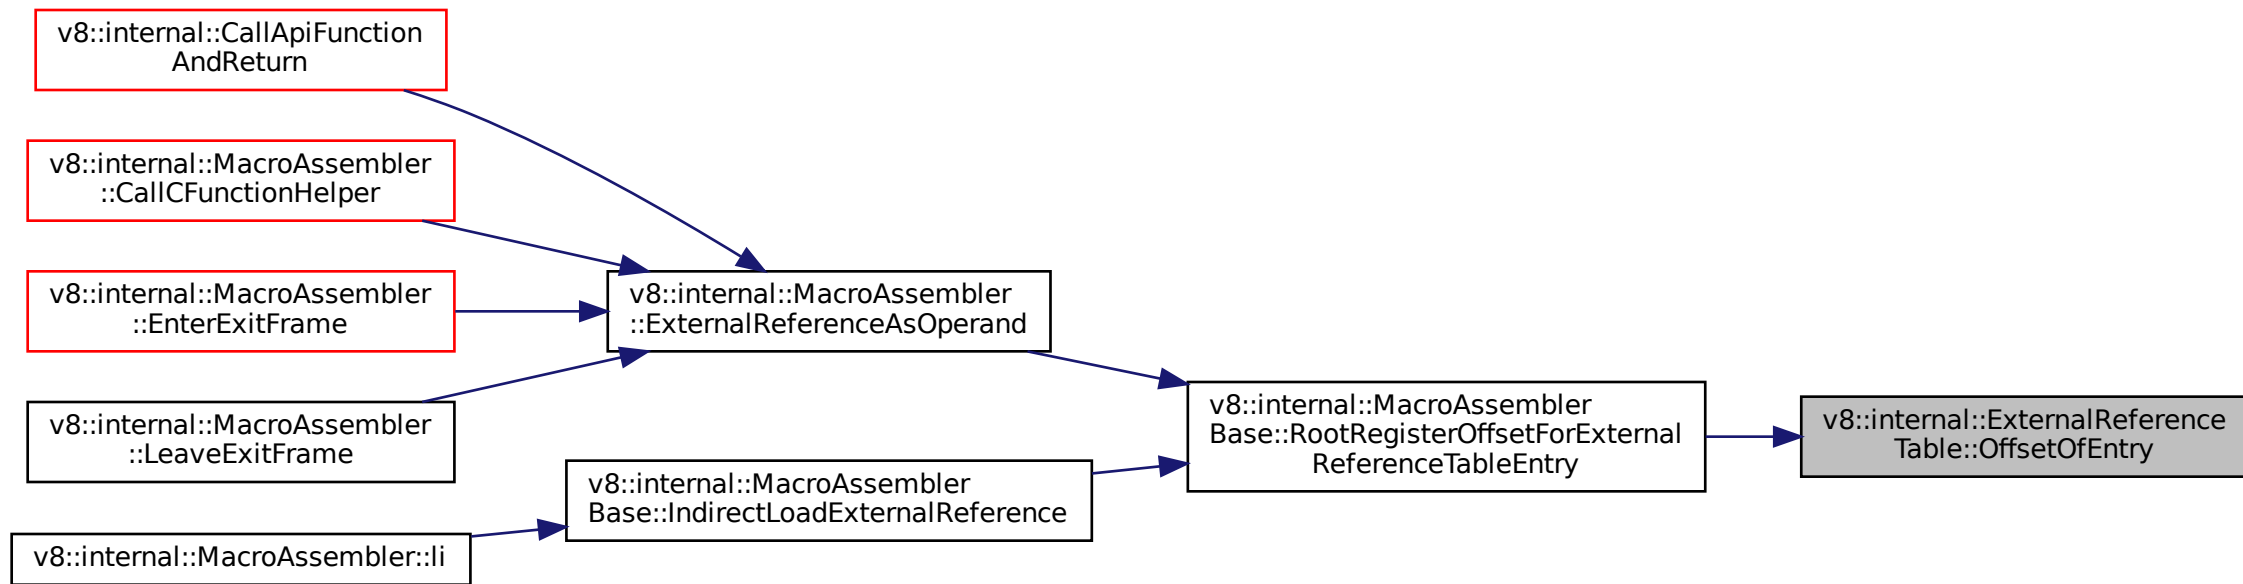 v8::internal::CallApiFunction
AndReturn
v8::internal::MacroAssembler
::CallCFunctionHelper
v8::internal::MacroAssembler
::EnterExitFrame
v8::internal::MacroAssembler
::LeaveExitFrame
v8::internal::MacroAssembler::li
v8::internal::MacroAssembler
::ExternalReferenceAsOperand
v8::internal::MacroAssembler
Base::IndirectLoadExternalReference
v8::internal::MacroAssembler
Base::RootRegisterOffsetForExternal
ReferenceTableEntry
v8::internal::ExternalReference
Table::OffsetOfEntry